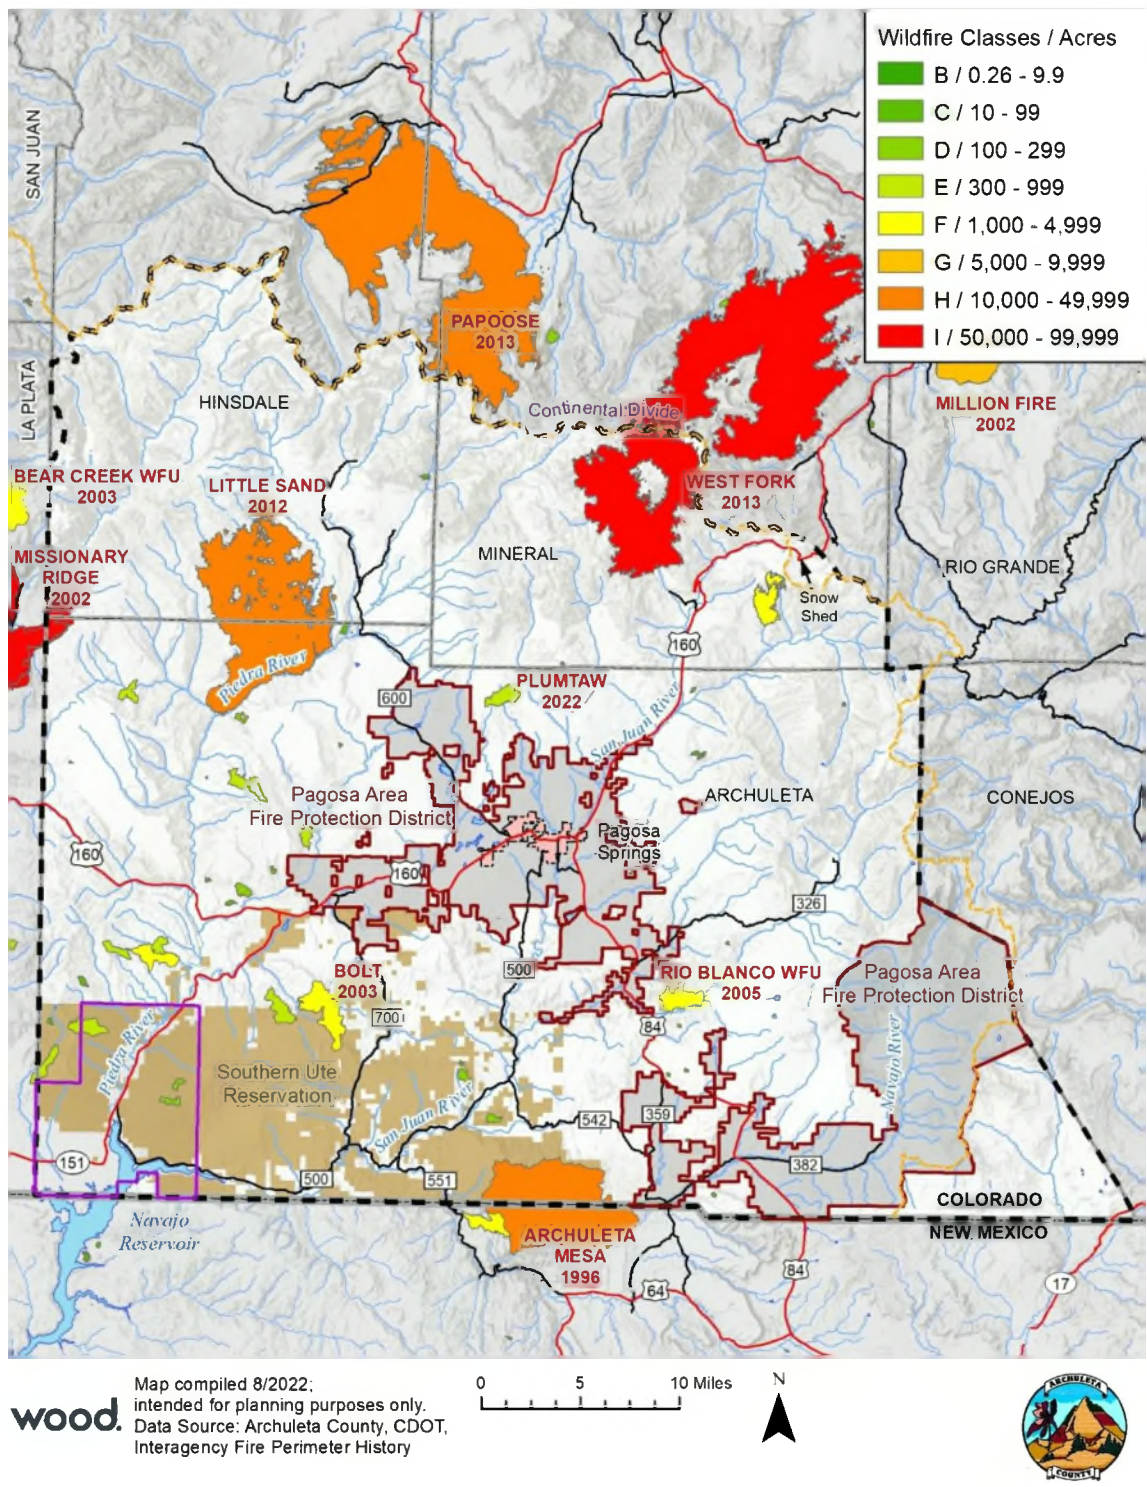 Wildfire Classes / Acres
B / 0.26 - 9.9
C / 10 - 99
D / 100 - 299
E / 300 - 999
F / 1,000 - 4,999
G / 5,000 - 9,999
H / 10,000 - 49,999
I / 50,000 - 99,999
SAN JUAN
LA PLATA
PAPOOSE
2013
HINSDALE
Continental Divide
MILLION FIRE
2002
BEAR CREEK WFU
2003
LITTLE SAND
2012
WEST FORK
2013
MISSIONARY
RIDGE
2002
MINERAL
RIO GRANDE
Snow
Shed
160
Piedra River
600
PLUMTAW
2022
San Juan River
Pagosa Area
Fire Protection District
ARCHULETA
CONEJOS
Pagosa
Springs
160
160
326
BOLT
2003
500
RIO BLANCO WFU
2005
Pagosa Area
Fire Protection District
700
84
Piedra River
Southern Ute
Reservation
San Juan River
Navajo River
542
359
151
500
551
382
COLORADO
NEW MEXICO
Navajo
Reservoir
ARCHULETA
MESA
1996
64
84
17
wood.
Map compiled 8/2022;
intended for planning purposes only.
Data Source: Archuleta County, CDOT,
Interagency Fire Perimeter History
0 5 10 Miles
N
ARCHULETA
COUNTY